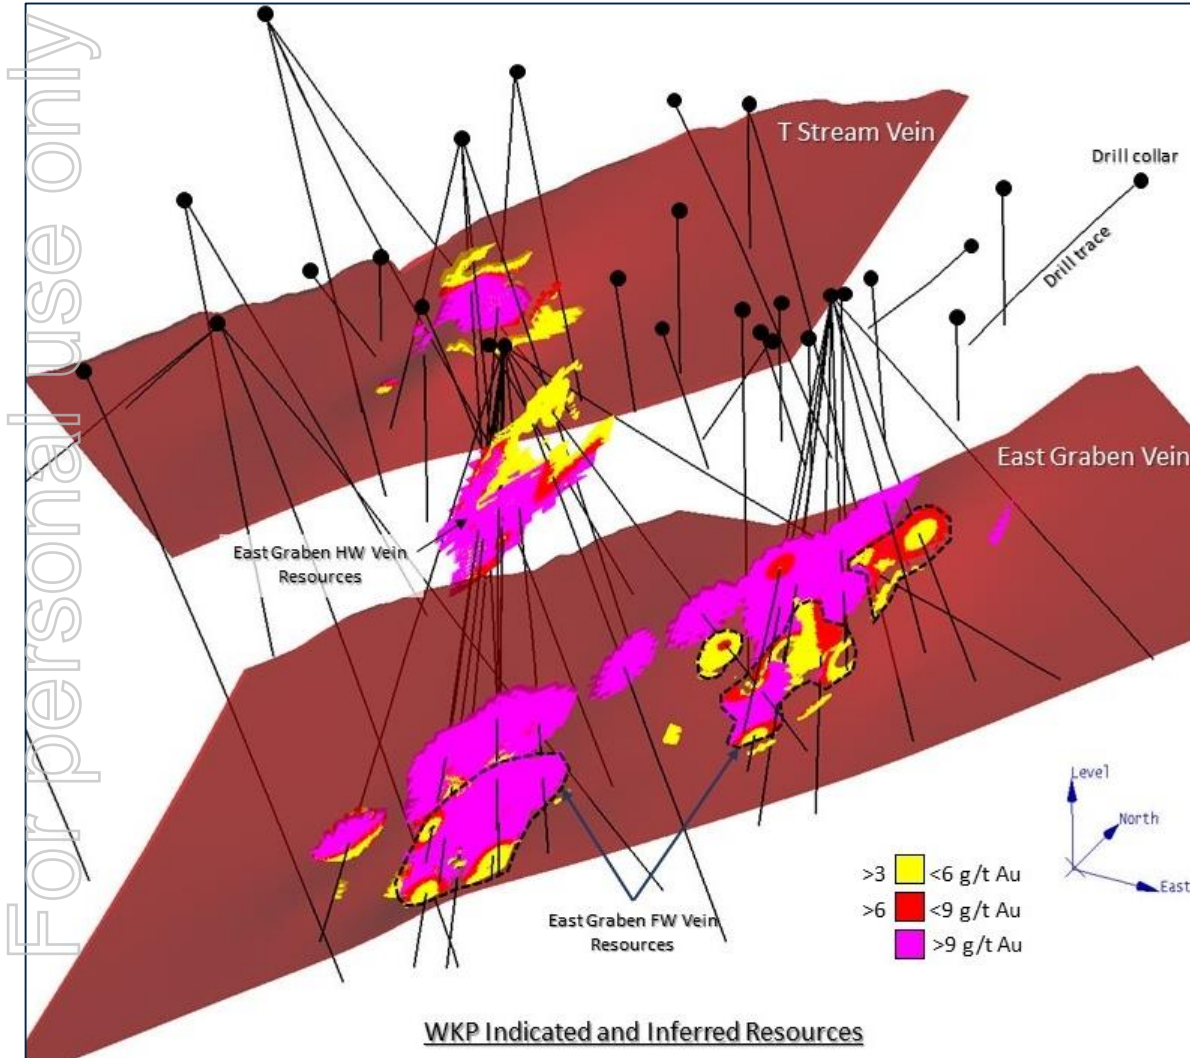 For personal use only
T Stream Vein
Drill collar
Drill trace
East Graben Vein
East Graben HW Vein
Resources
Level
North
East
>3 <6 g/t Au
>6 <9 g/t Au
>9 g/t Au
East Graben FW Vein
Resources
WKP Indicated and Inferred Resources